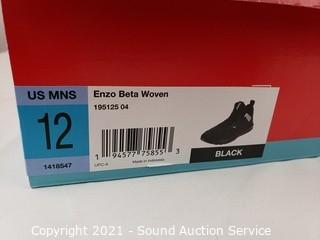 US MNS
12
1418547
Enzo Beta Woven
195125 04
1 94577 75855 3
UPC-A
Made in Indonesia
BLACK
Copyright 2021 - Sound Auction Service